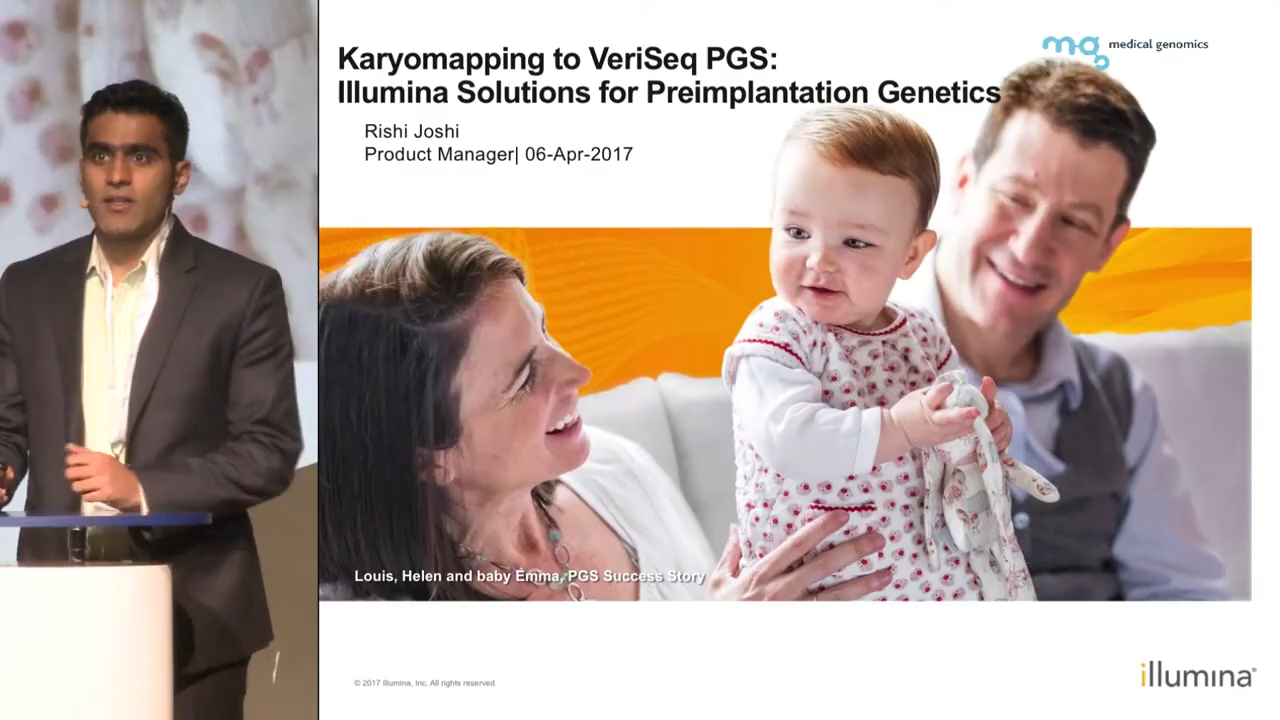 medical genomics
Karyomapping to VeriSeq PGS:
Illumina Solutions for Preimplantation Genetics
Rishi Joshi
Product Manager| 06-Apr-2017
Louis, Helen and baby Emma, PGS Success Story
© 2017 Illumina, Inc. All rights reserved.
illumina®